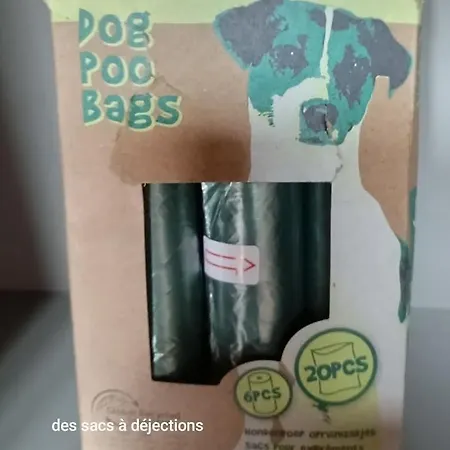 Dog
Poo
Bags
20PCS
6PCS
des sacs à déjections